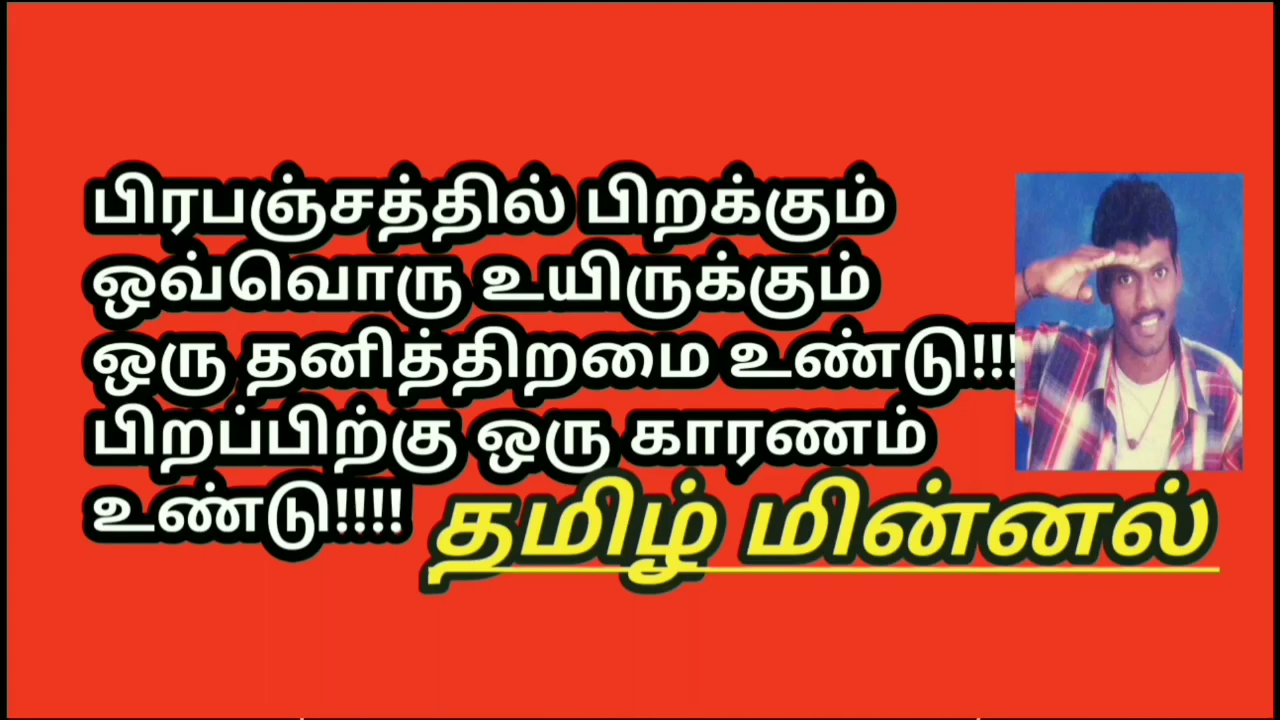 பிரபஞ்சத்தில் பிறக்கும்
ஒவ்வொரு உயிருக்கும்
ஒரு தனித்திறமை உண்டு!!!
பிறப்பிற்கு ஒரு காரணம்
உண்டு!!!!
தமிழ் மின்னல்